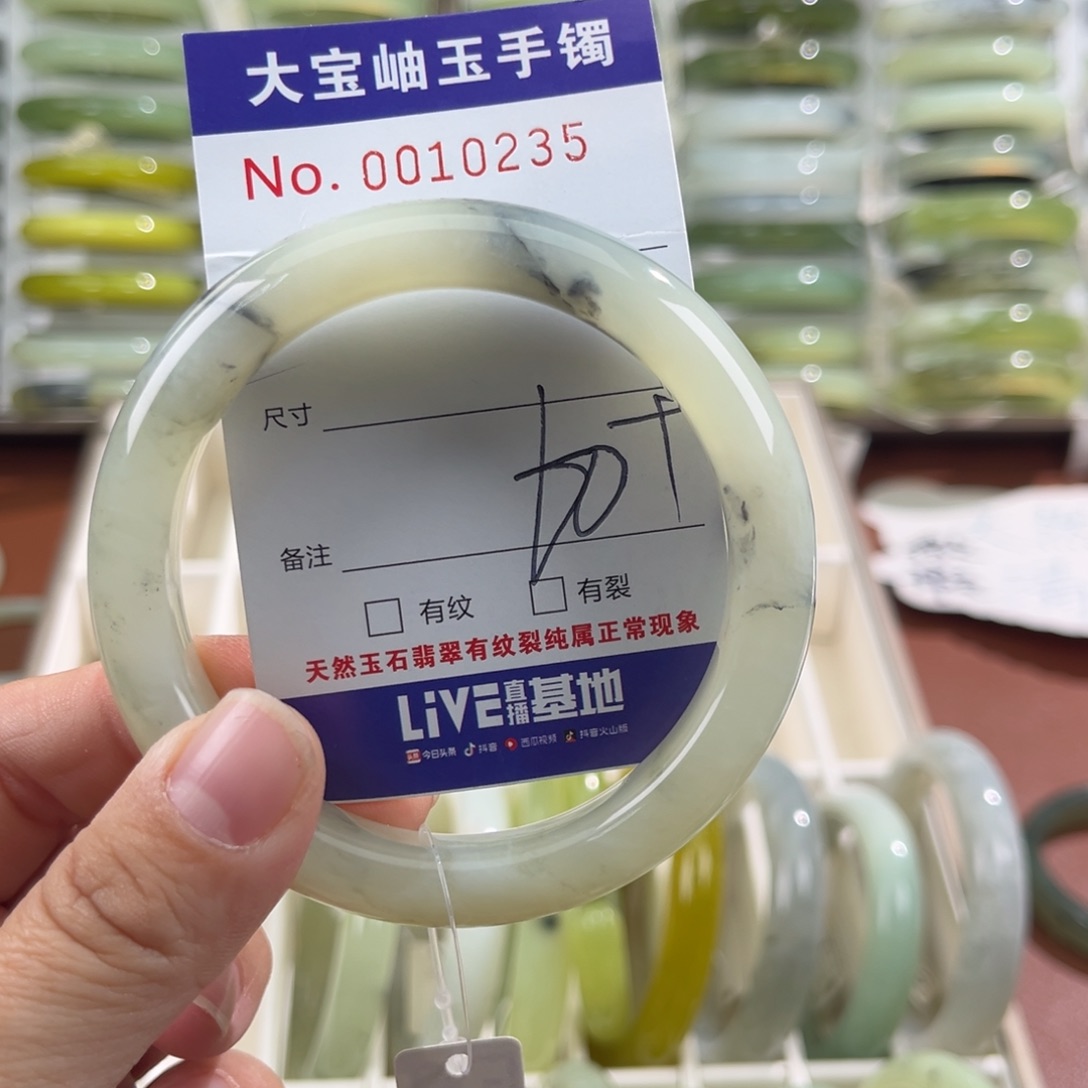 大宝岫玉手镯
No. 0010235
尺寸
备注
有纹 有裂
天然玉石翡翠有纹裂纯属正常现象
LiVE直播基地
今日头条 抖音 西瓜视频 抖音火山版